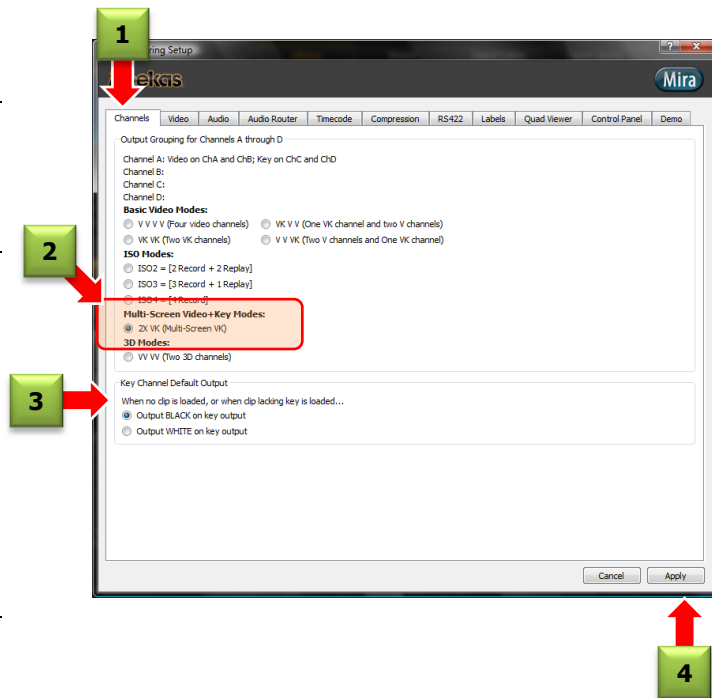 1
ring Setup
ekas
Mira
Channels Video Audio Audio Router Timecode Compression RS422 Labels Quad Viewer Control Panel Demo
Output Grouping for Channels A through D
Channel A: Video on ChA and ChB; Key on ChC and ChD
Channel B:
Channel C:
Channel D:
Basic Video Modes:
V V V V (Four video channels) VK V V (One VK channel and two V channels)
VK VK (Two VK channels) V V VK (Two V channels and One VK channel)
2
ISO Modes:
ISO2 = [2 Record + 2 Replay]
ISO3 = [3 Record + 1 Replay]
ISO4 = [4 Record]
Multi-Screen Video+Key Modes:
2X VK (Multi-Screen VK)
3D Modes:
VV VV (Two 3D channels)
3
Key Channel Default Output
When no clip is loaded, or when clip lacking key is loaded...
Output BLACK on key output
Output WHITE on key output
Cancel Apply
4